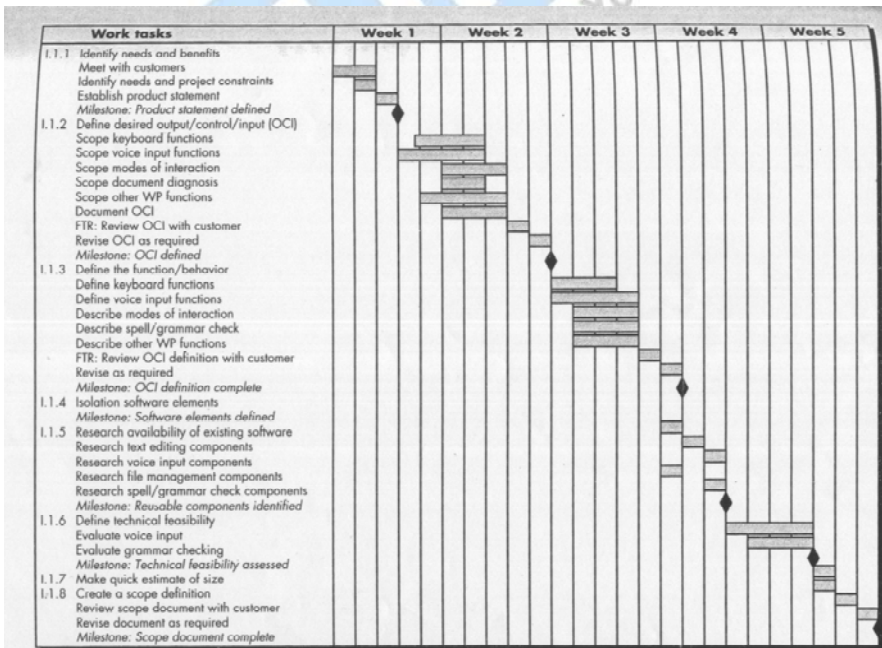 Work tasks Week 1 Week 2 Week 3 Week 4 Week 5
I.1.1 Identify needs and benefits
Meet with customers
Identify needs and project constraints
Establish product statement
Milestone: Product statement defined
I.1.2 Define desired output/control/input (OCI)
Scope keyboard functions
Scope voice input functions
Scope modes of interaction
Scope document diagnosis
Scope other WP functions
Document OCI
FTR: Review OCI with customer
Revise OCI as required
Milestone: OCI defined
I.1.3 Define the function/behavior
Define keyboard functions
Define voice input functions
Describe modes of interaction
Describe spell/grammar check
Describe other WP functions
FTR: Review OCI definition with customer
Revise as required
Milestone: OCI definition complete
I.1.4 Isolation software elements
Milestone: Software elements defined
I.1.5 Research availability of existing software
Research text editing components
Research voice input components
Research file management components
Research spell/grammar check components
Milestone: Reusable components identified
I.1.6 Define technical feasibility
Evaluate voice input
Evaluate grammar checking
Milestone: Technical feasibility assessed
I.1.7 Make quick estimate of size
I.1.8 Create a scope definition
Review scope document with customer
Revise document as required
Milestone: Scope document complete